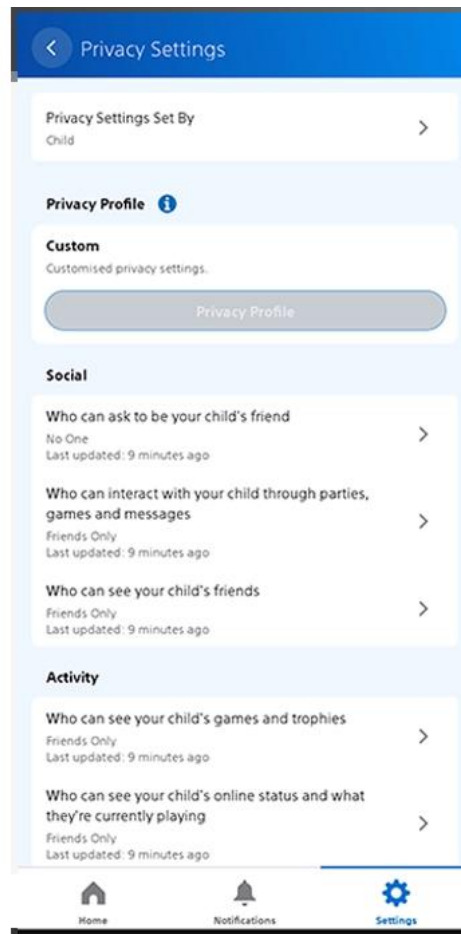 Privacy Settings
Privacy Settings Set By
Child
Privacy Profile
Custom
Customised privacy settings.
Privacy Profile
Social
Who can ask to be your child's friend
No One
Last updated: 9 minutes ago
Who can interact with your child through parties,
games and messages
Friends Only
Last updated: 9 minutes ago
Who can see your child's friends
Friends Only
Last updated: 9 minutes ago
Activity
Who can see your child's games and trophies
Friends Only
Last updated: 9 minutes ago
Who can see your child's online status and what
they're currently playing
Friends Only
Last updated: 9 minutes ago
Home
Notifications
Settings